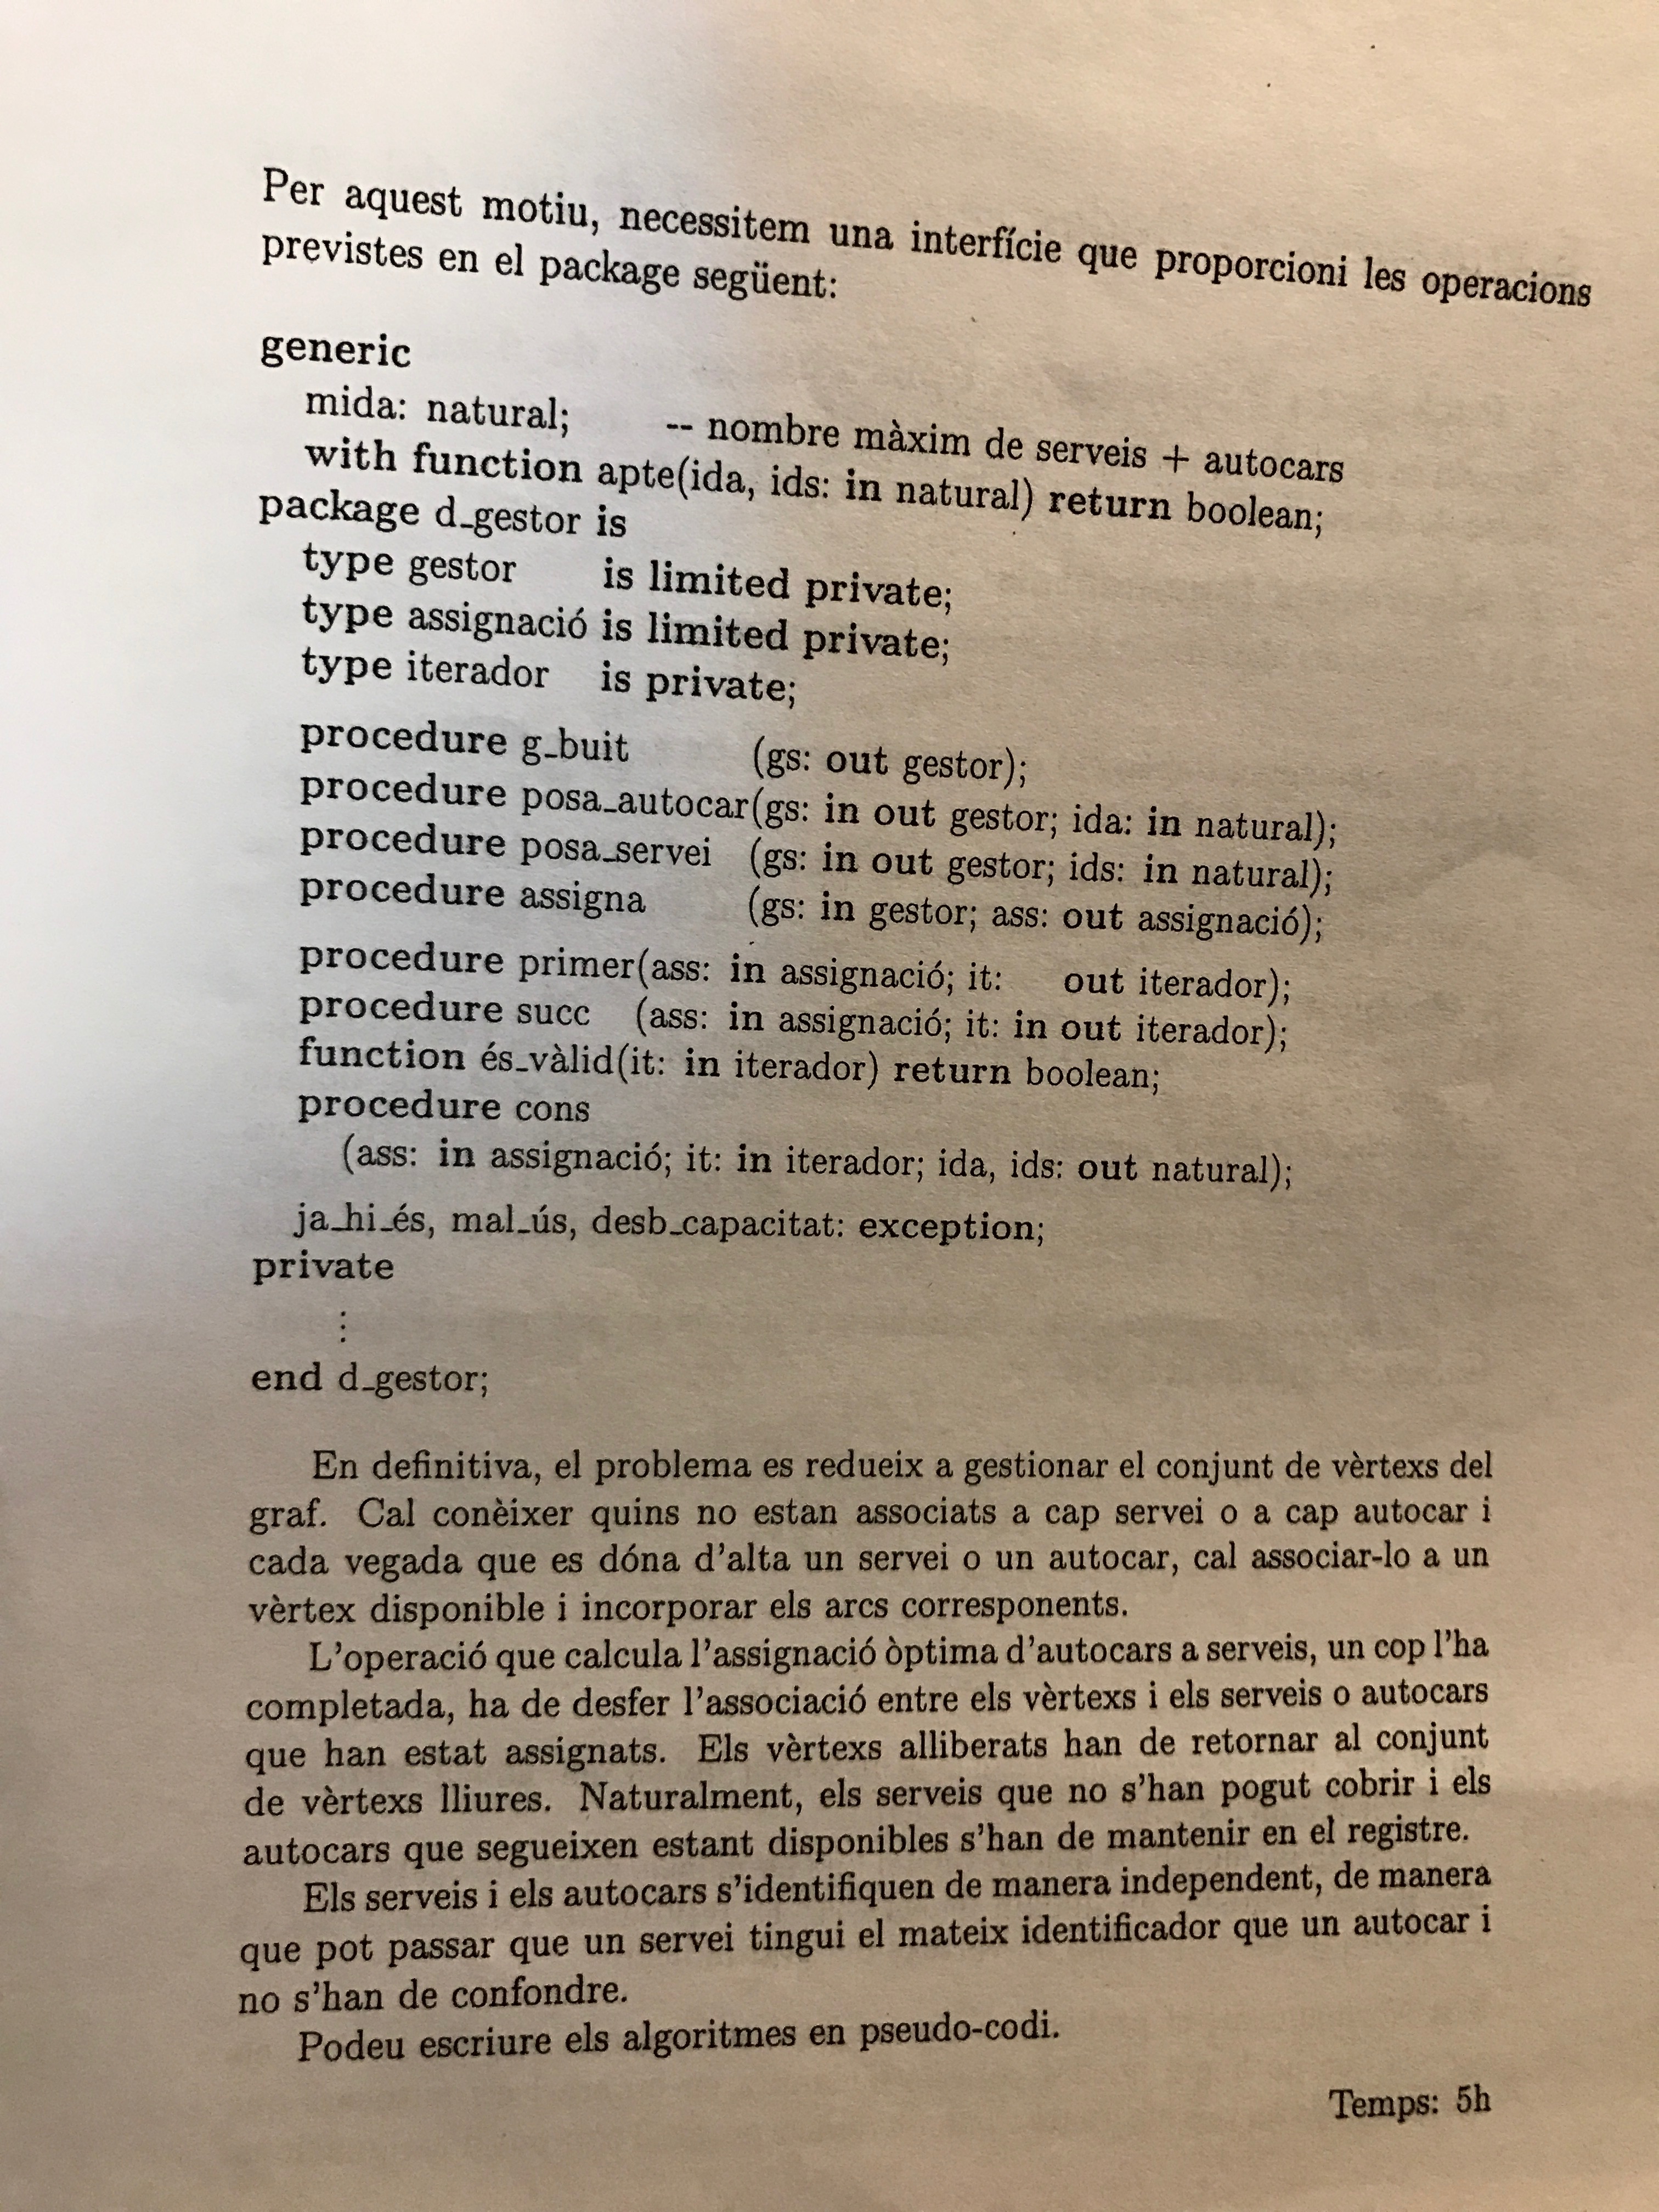 Per aquest motiu, necessitem una interfície que proporcioni les operacions
previstes en el package següent:
generic
mida: natural; -- nombre màxim de serveis + autocars
with function apte(ida, ids: in natural) return boolean;
package d_gestor is
type gestor is limited private;
type assignació is limited private;
type iterador is private;
procedure g_buit (gs: out gestor);
procedure posa_autocar(gs: in out gestor; ida: in natural);
procedure posa_servei (gs: in out gestor; ids: in natural);
procedure assigna (gs: in gestor; ass: out assignació);
procedure primer(ass: in assignació; it: out iterador);
procedure succ (ass: in assignació; it: in out iterador);
function és_vàlid(it: in iterador) return boolean;
procedure cons
(ass: in assignació; it: in iterador; ida, ids: out natural);
ja_hi_és, mal_ús, desb_capacitat: exception;
private
⋮
end d_gestor;
En definitiva, el problema es redueix a gestionar el conjunt de vèrtexs del
graf. Cal conèixer quins no estan associats a cap servei o a cap autocar i
cada vegada que es dóna d'alta un servei o un autocar, cal associar-lo a un
vèrtex disponible i incorporar els arcs corresponents.
L'operació que calcula l'assignació òptima d'autocars a serveis, un cop l'ha
completada, ha de desfer l'associació entre els vèrtexs i els serveis o autocars
que han estat assignats. Els vèrtexs alliberats han de retornar al conjunt
de vèrtexs lliures. Naturalment, els serveis que no s'han pogut cobrir i els
autocars que segueixen estant disponibles s'han de mantenir en el registre.
Els serveis i els autocars s'identifiquen de manera independent, de manera
que pot passar que un servei tingui el mateix identificador que un autocar i
no s'han de confondre.
Podeu escriure els algoritmes en pseudo-codi.
Temps: 5h